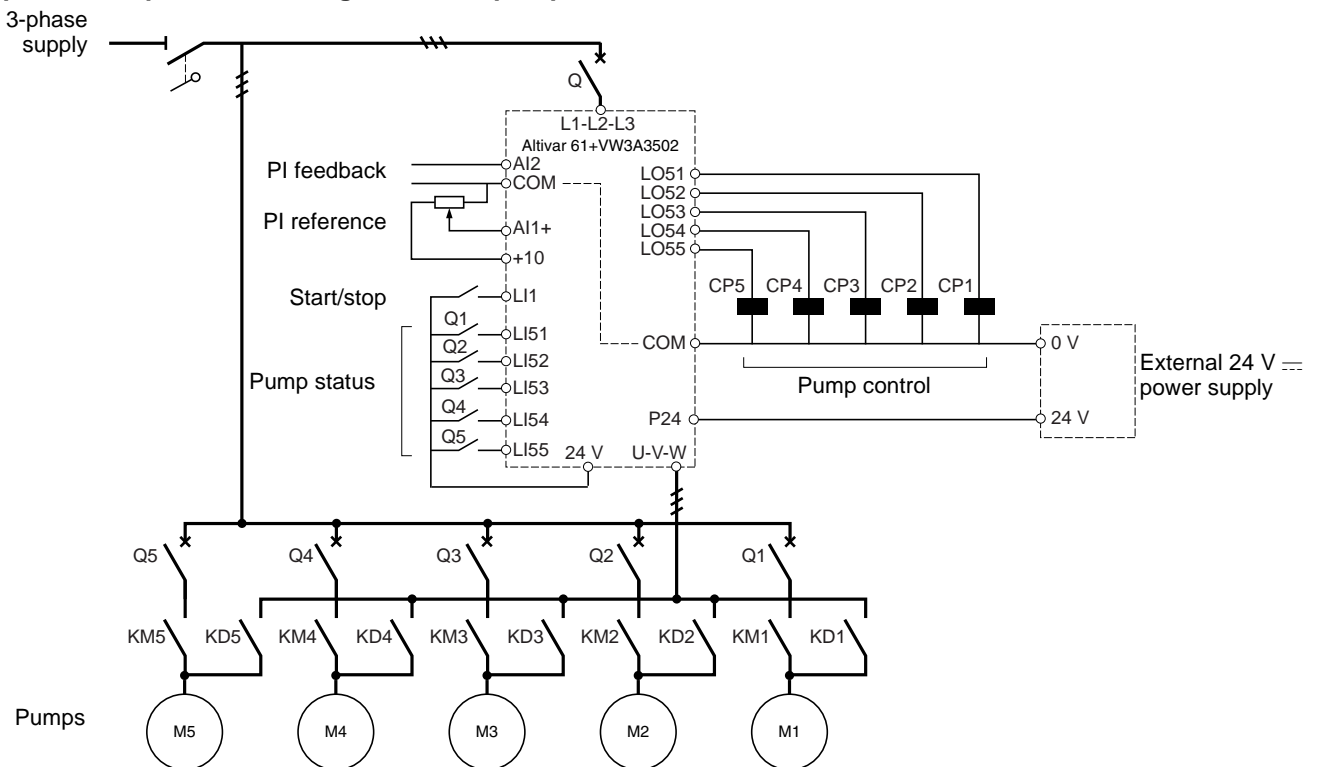 3-phase
supply
Q
L1-L2-L3
Altivar 61+VW3A3502
PI feedback
AI2
COM
PI reference
AI1+
+10
Start/stop
LI1
Q1
LI51
Q2
LI52
Pump status
Q3
LI53
Q4
LI54
Q5
LI55
24 V
U-V-W
LO51
LO52
LO53
LO54
LO55
CP5 CP4 CP3 CP2 CP1
COM
0 V
Pump control
External 24 V
power supply
P24
24 V
Q5 Q4 Q3 Q2 Q1
KM5 KD5 KM4 KD4 KM3 KD3 KM2 KD2 KM1 KD1
Pumps
M5 M4 M3 M2 M1